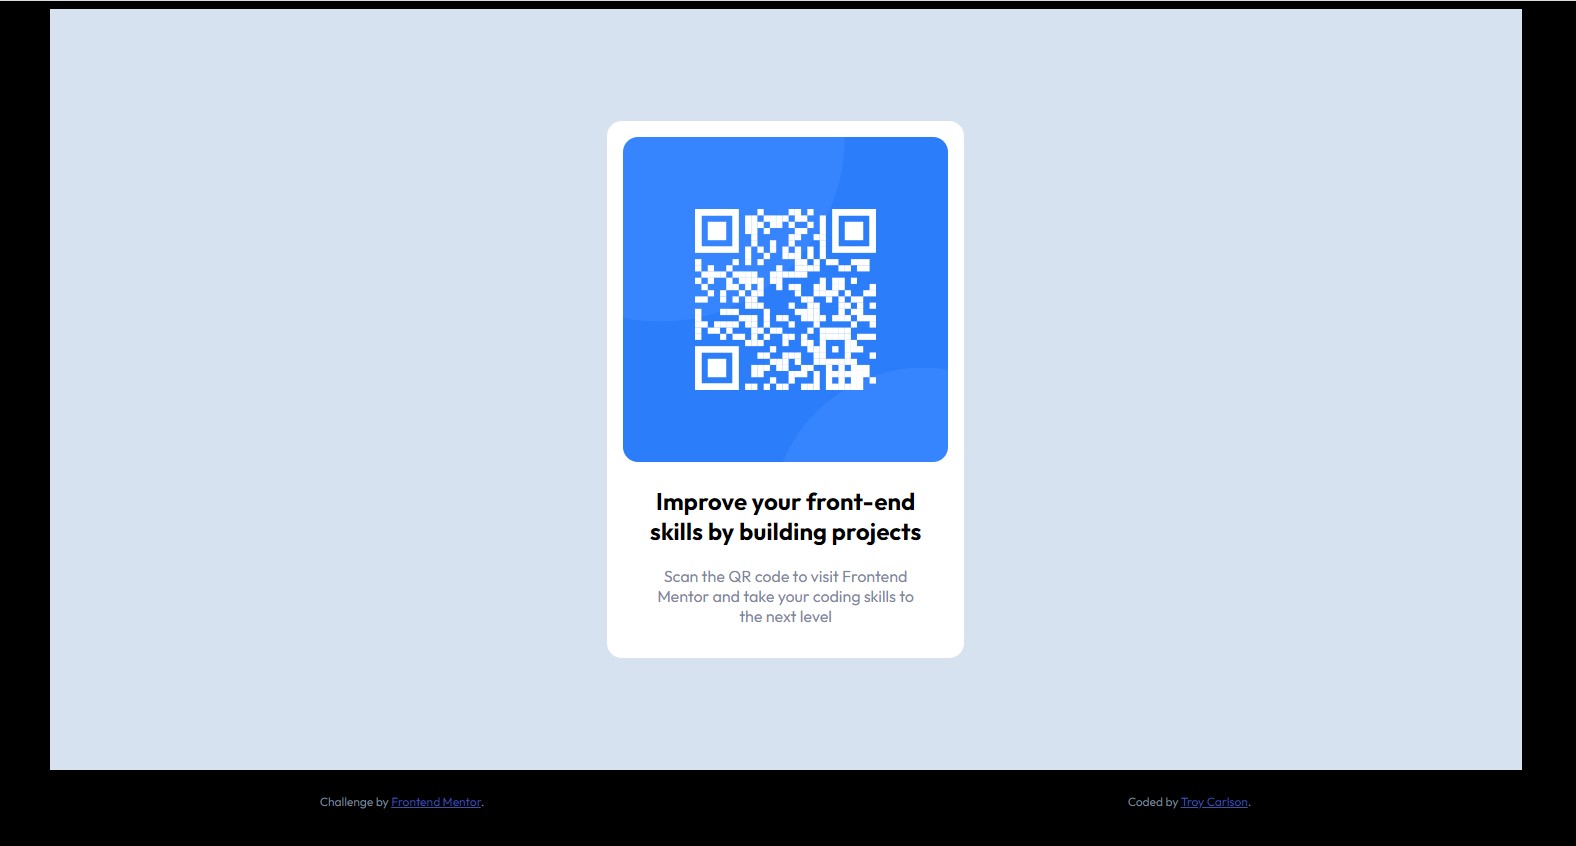 Improve your front-end
skills by building projects
Scan the QR code to visit Frontend
Mentor and take your coding skills to
the next level
Challenge by Frontend Mentor.
Coded by Troy Carlson.